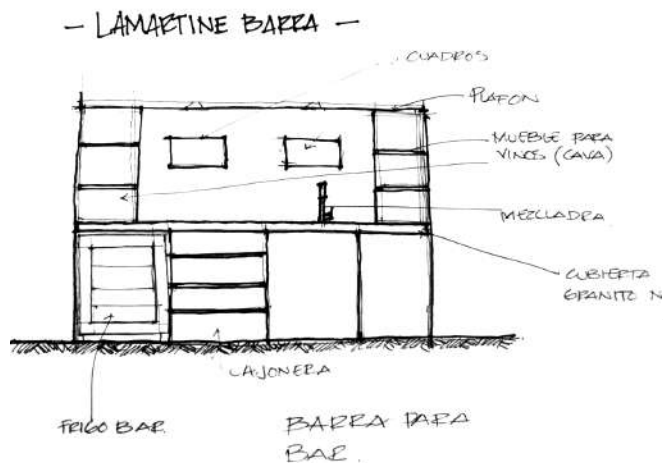 - LAMARTINE BARRA -
CUADROS
PLAFON
MUEBLE PARA
VINOS (CAVA)
MEZCLADRA
CUBIERTA
GRANITO N
CAJONERA
FRIGO BAR.
BARRA PARA
BAR.